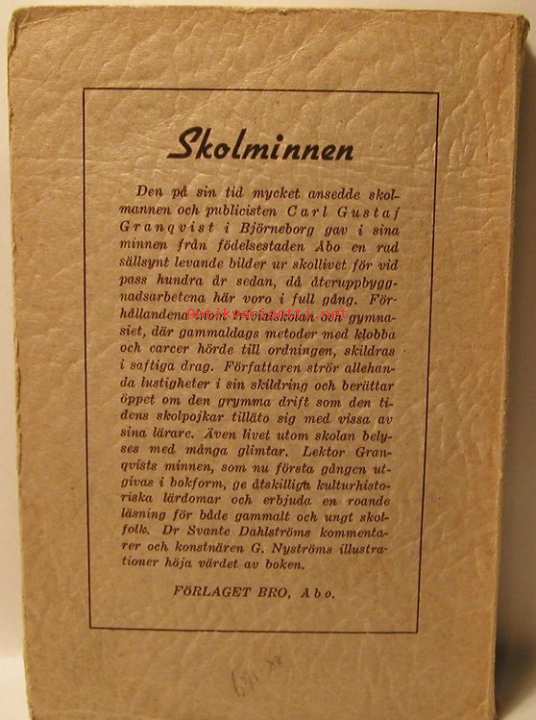 Skolminnen
Den på sin tid mycket ansedde skol-
mannen och publicisten Carl Gustaf
Granqvist i Björneborg gav i sina
minnen från födelsestaden Åbo en rad
sällsynt levande bilder ur skollivet för vid
pass hundra år sedan, då återuppbygg-
nadsarbetena här voro i full gång. För-
hållandena inom trivialskolan och gymna-
siet, där gammaldags metoder med klobba
och carcer hörde till ordningen, skildras
i saftiga drag. Författaren strör allehan-
da lustigheter i sin skildring och berättar
öppet om den grymma drift som den ti-
dens skolpojkar tilläto sig med vissa av
sina lärare. Även livet utom skolan bely-
ses med många glimtar. Lektor Gran-
qvists minnen, som nu första gången ut-
givas i bokform, ge åtskilliga kulturhisto-
riska lärdomar och erbjuda en roande
läsning för både gammalt och ungt skol-
folk. Dr Svante Dahlströms kommenta-
rer och konstnären G. Nyströms illustra-
tioner höja värdet av boken.
FÖRLAGET BRO, Åbo.